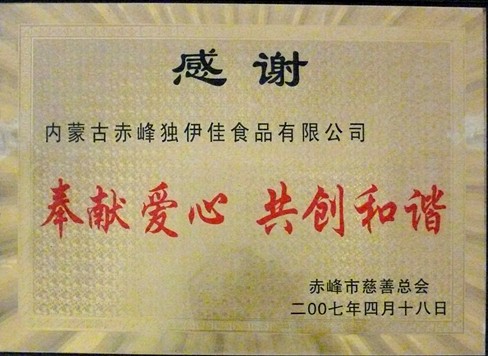 感谢
内蒙古赤峰独伊佳食品有限公司
奉献爱心 共创和谐
赤峰市慈善总会
二00七年四月十八日